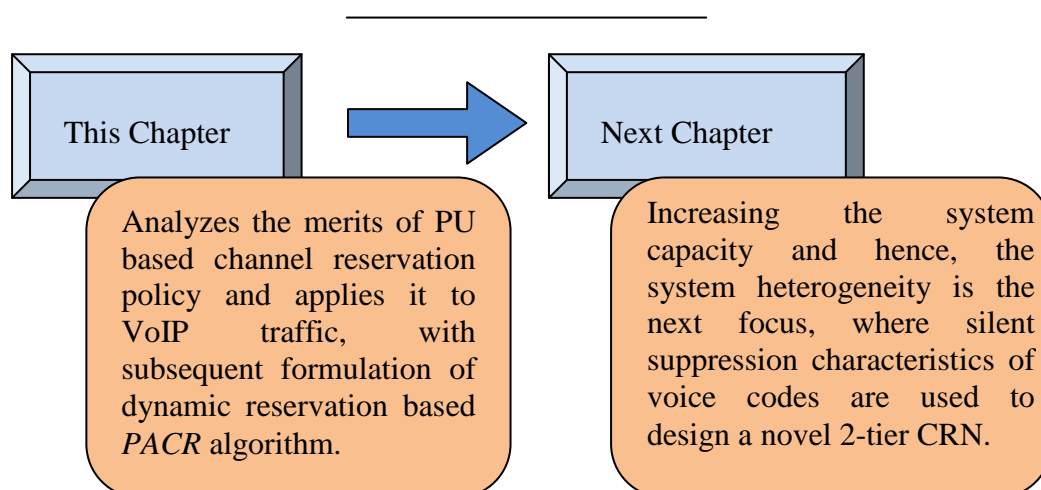 This Chapter
Analyzes the merits of PU
based channel reservation
policy and applies it to
VoIP traffic, with
subsequent formulation of
dynamic reservation based
PACR algorithm.
Next Chapter
Increasing the system
capacity and hence, the
system heterogeneity is the
next focus, where silent
suppression characteristics of
voice codes are used to
design a novel 2-tier CRN.